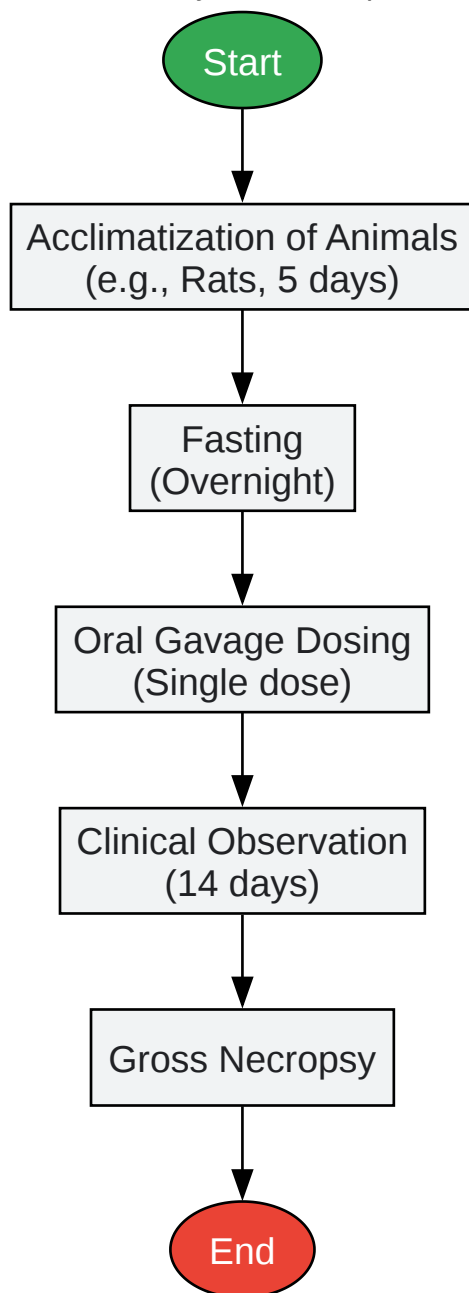 Start
Acclimatization of Animals
(e.g., Rats, 5 days)
Fasting
(Overnight)
Oral Gavage Dosing
(Single dose)
Clinical Observation
(14 days)
Gross Necropsy
End